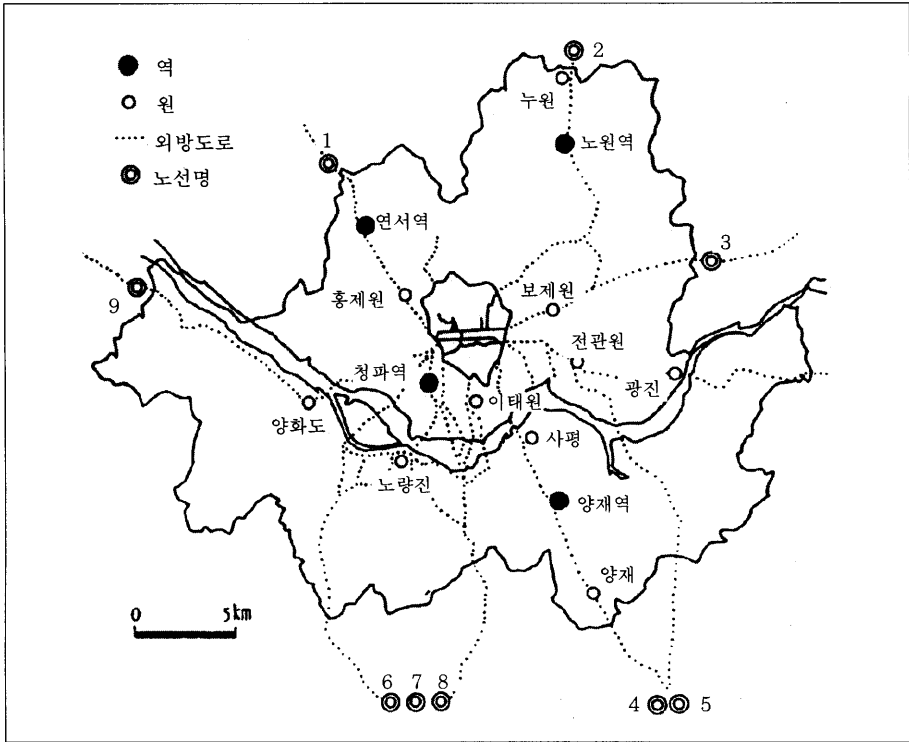 역
원
외방도로
노선명
2
누원
노원역
1
연서역
3
9
홍제원
보제원
전관원
청파역
광진
이태원
양화도
사평
노량진
양재역
양재
0 5km
6 7 8
4 5